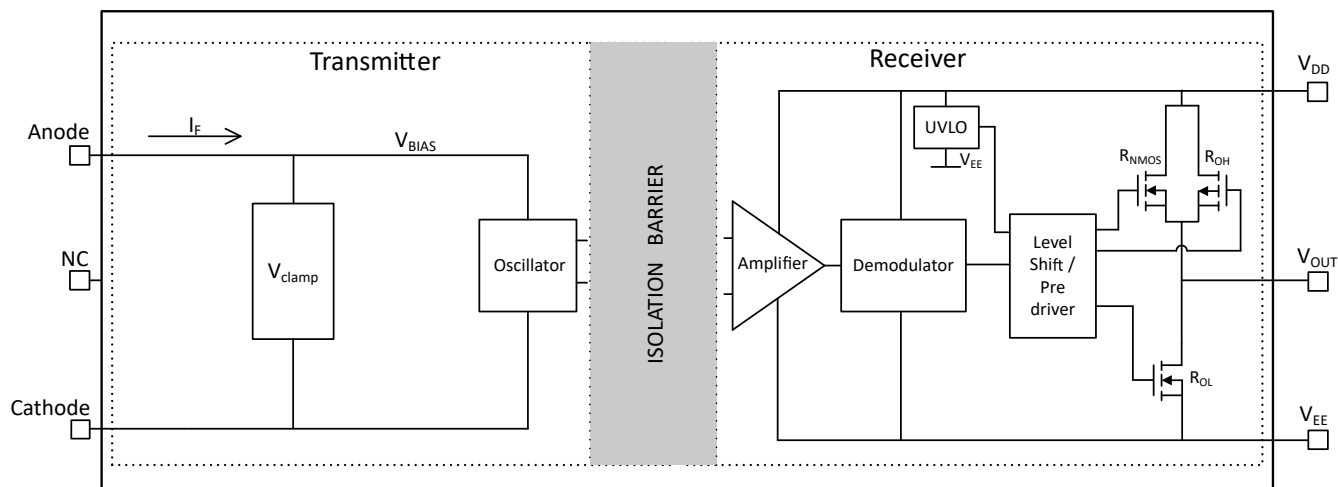 Transmitter
Receiver
V_DD
Anode
I_F
V_BIAS
UVLO
V_EE
R_NMOS
R_OH
ISOLATION BARRIER
NC
V_clamp
Oscillator
Amplifier
Demodulator
Level
Shift /
Pre
driver
V_OUT
R_OL
Cathode
V_EE